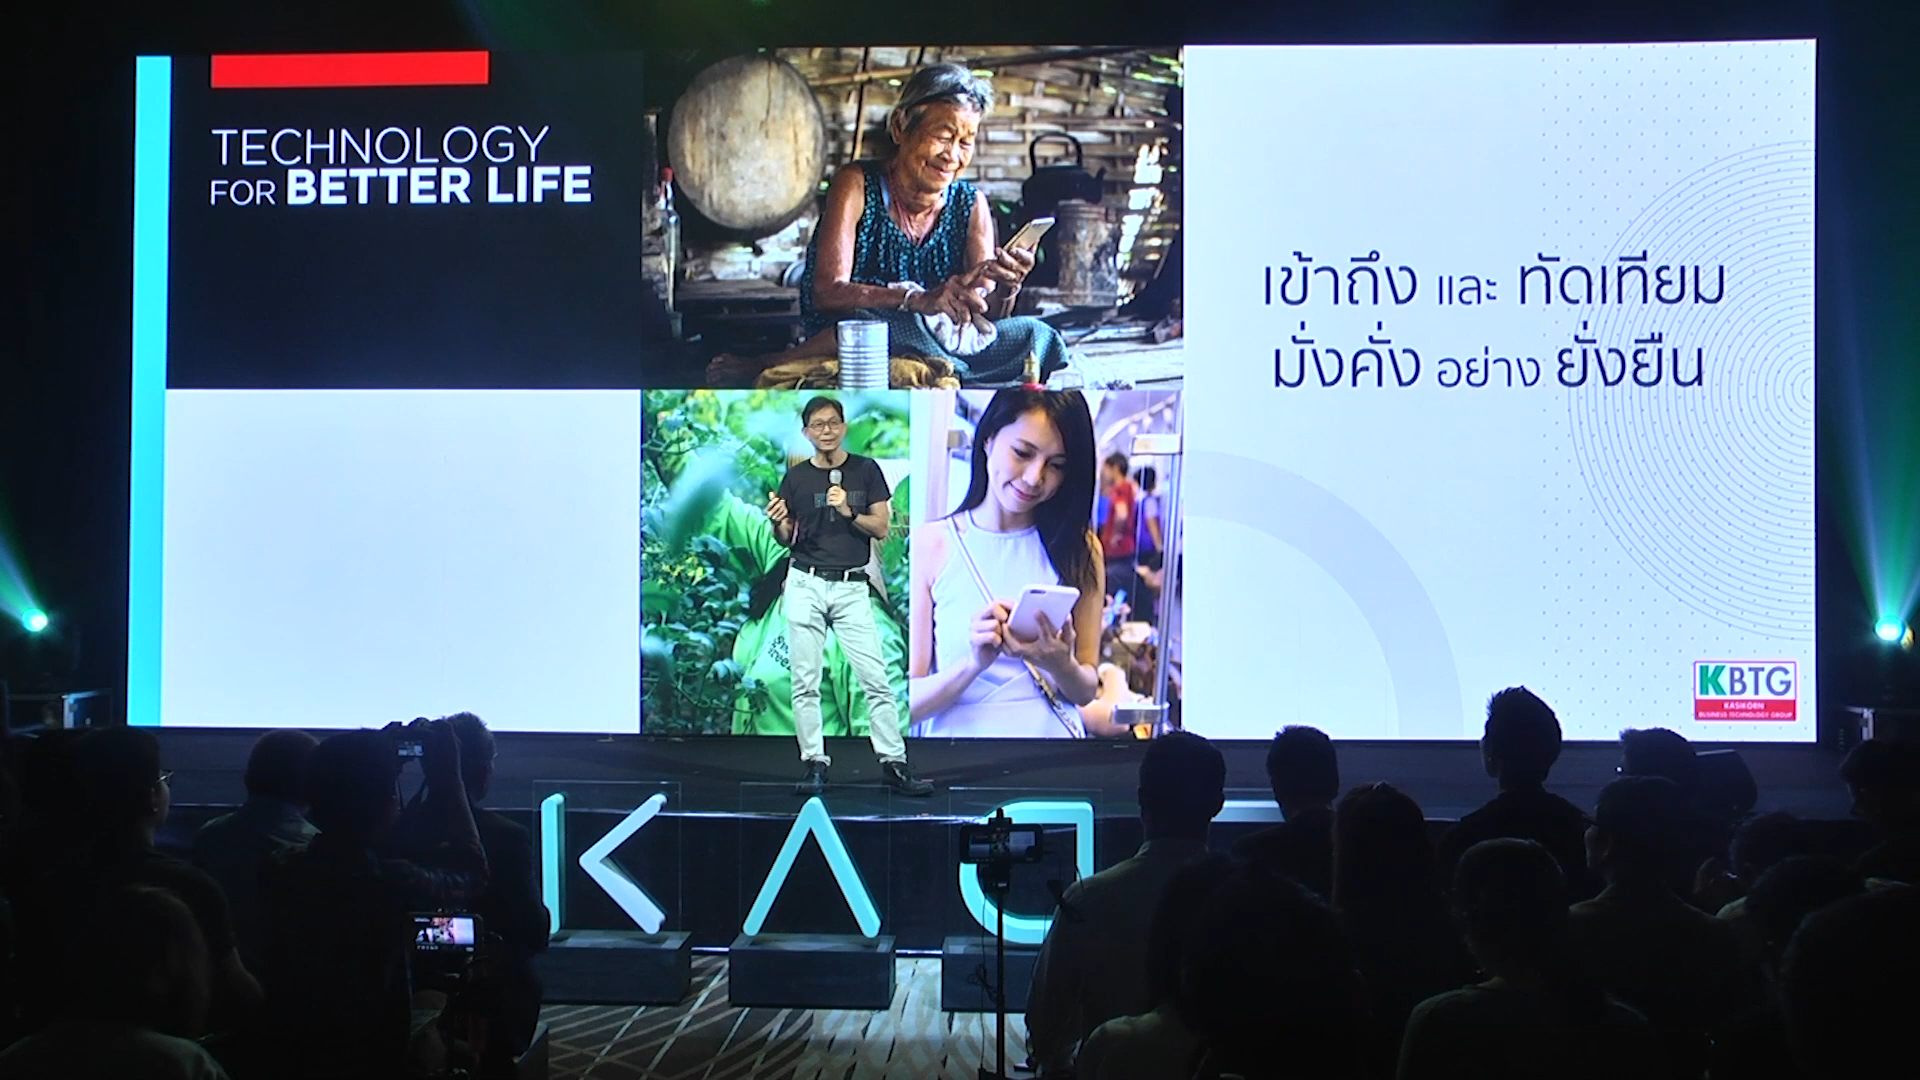 TECHNOLOGY
FOR BETTER LIFE
เข้าถึง และ ทัดเทียม
มั่งคั่ง อย่าง ยั่งยืน
KBTG
KASIKORN
BUSINESS TECHNOLOGY GROUP
KAO